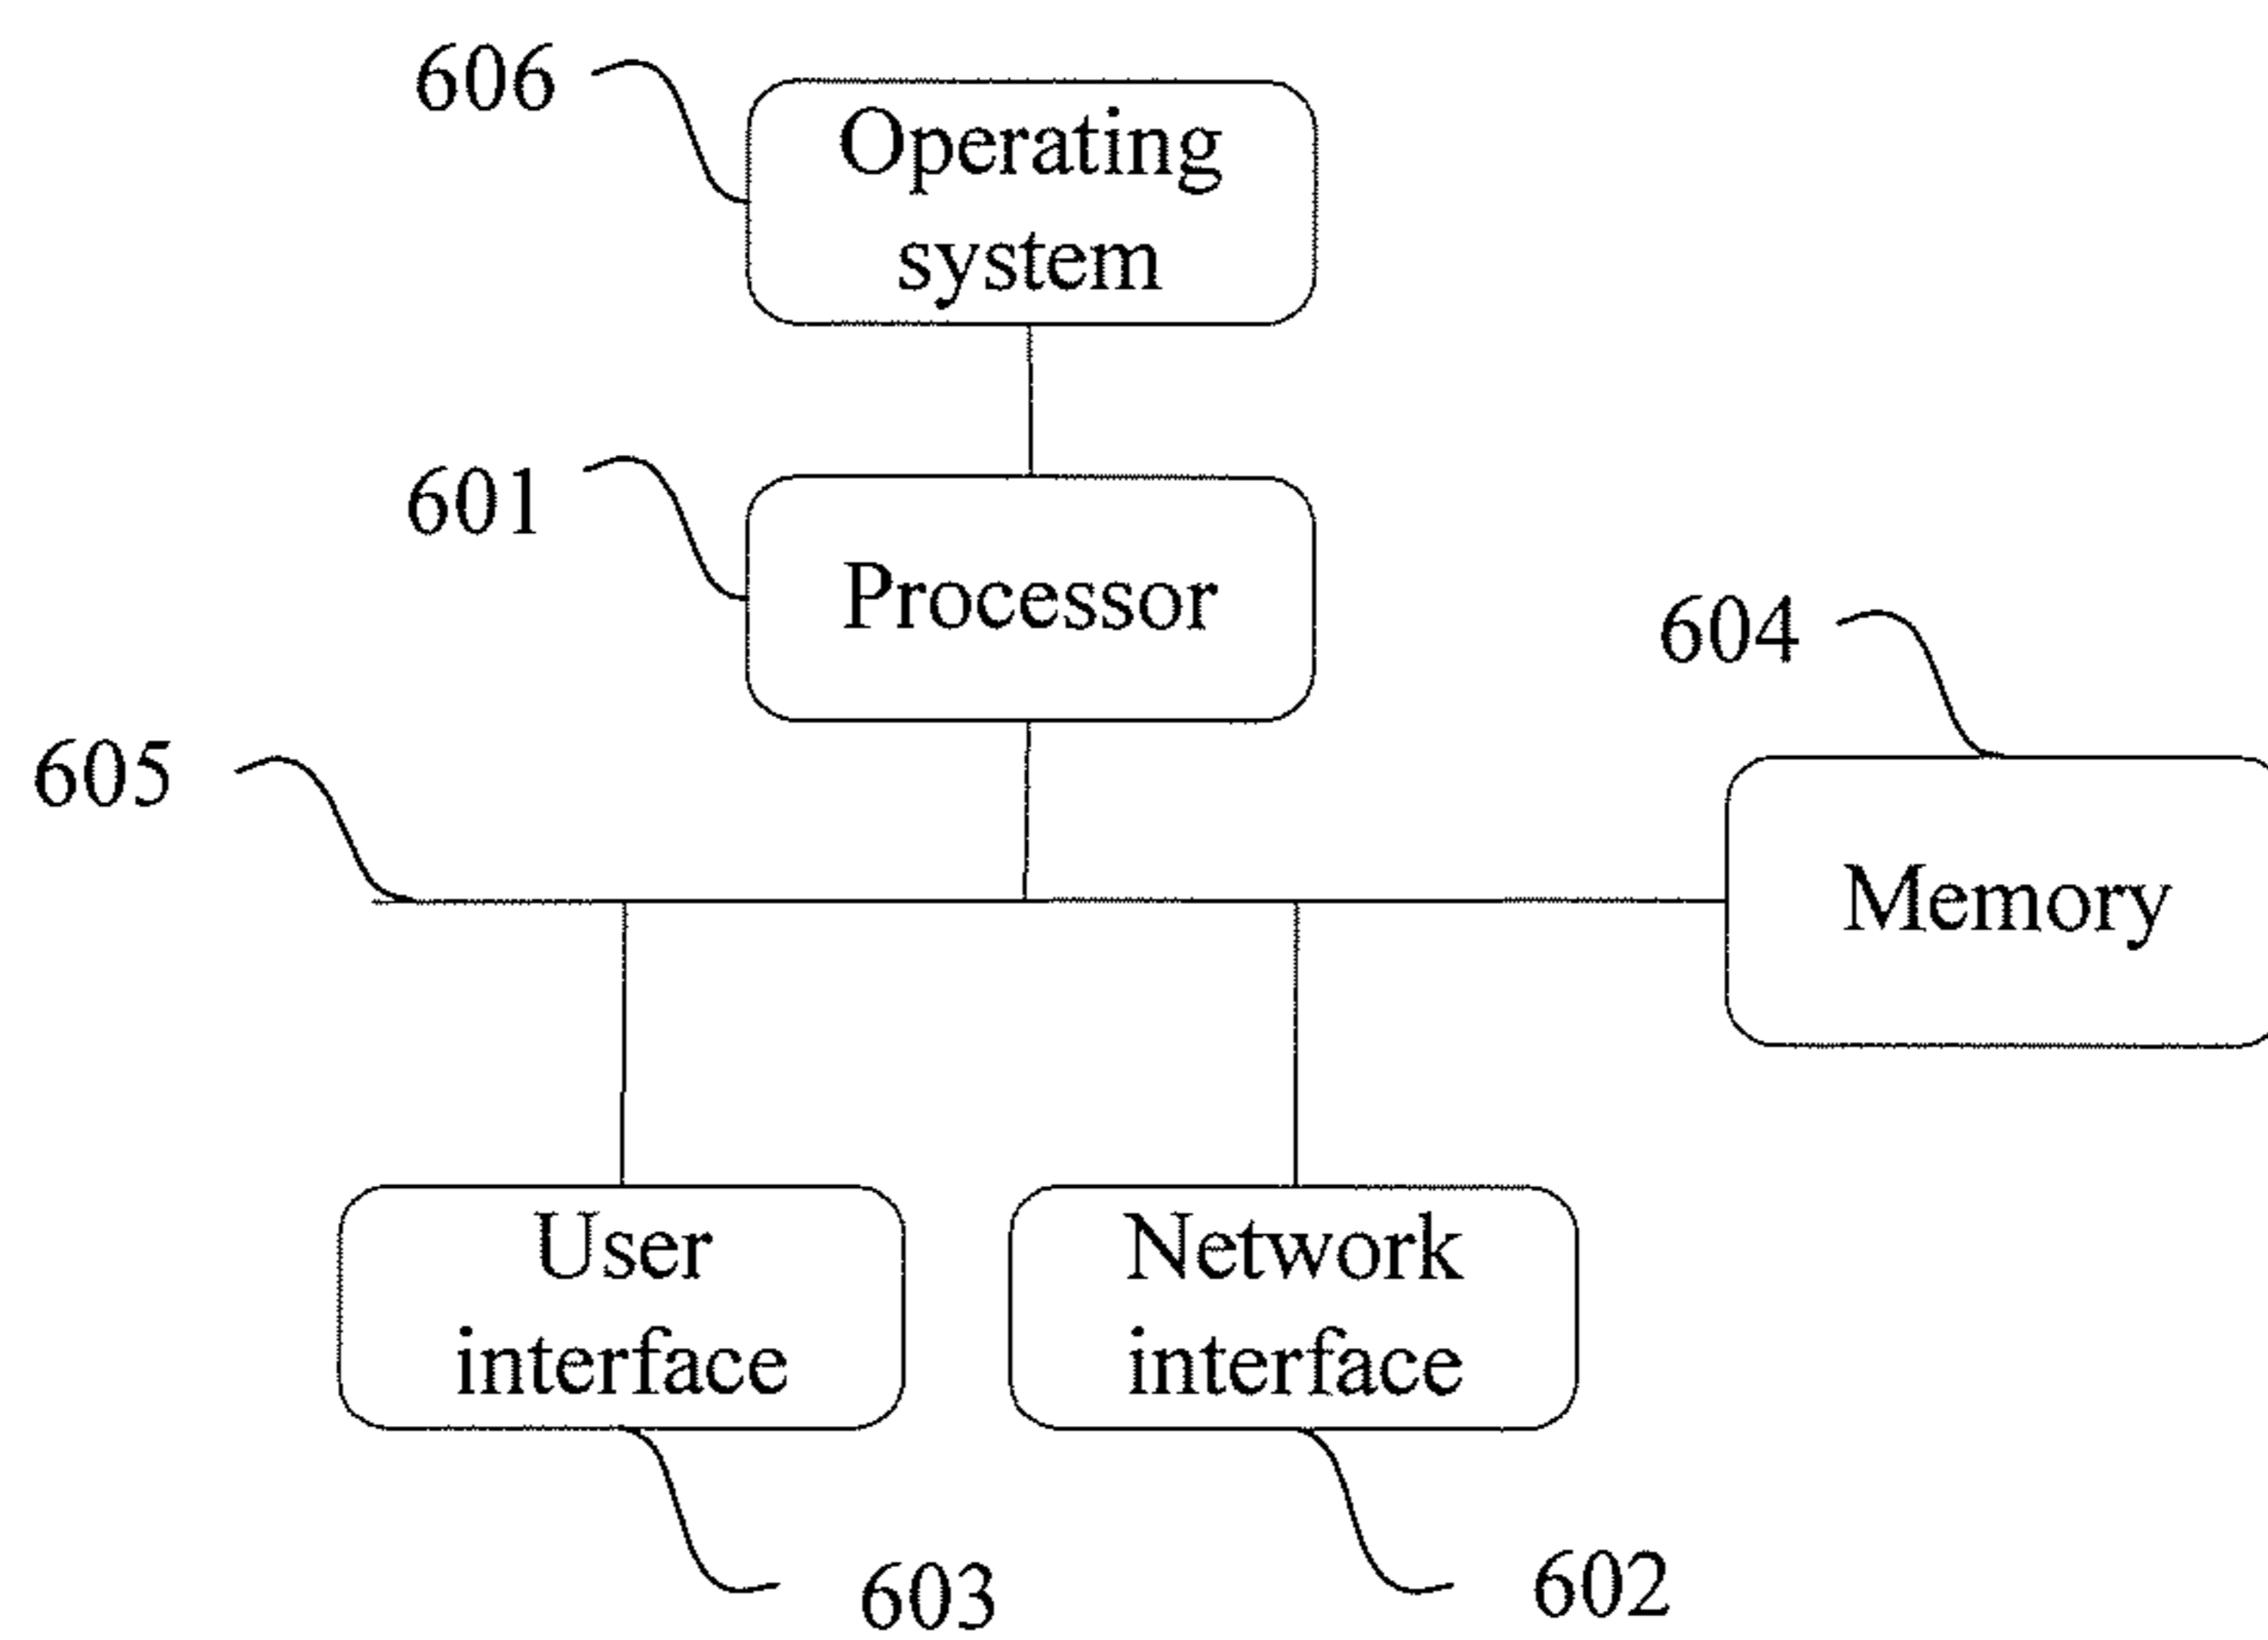 606
Operating
system
601
Processor
604
605
Memory
User
interface
Network
interface
603
602